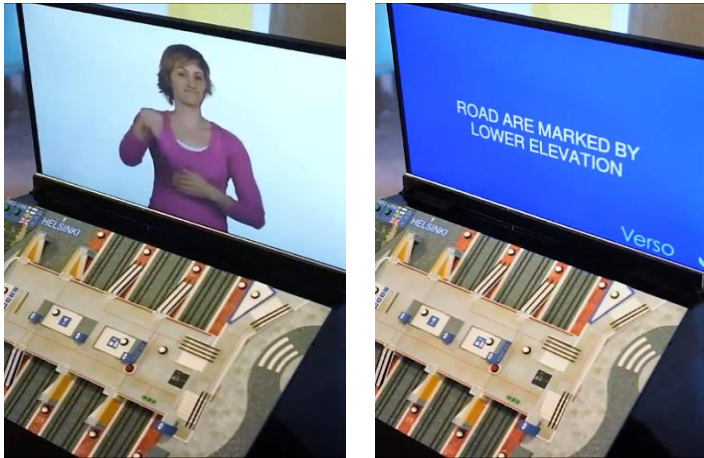 HELSINKI
ROAD ARE MARKED BY
LOWER ELEVATION
Verso
HELSINKI